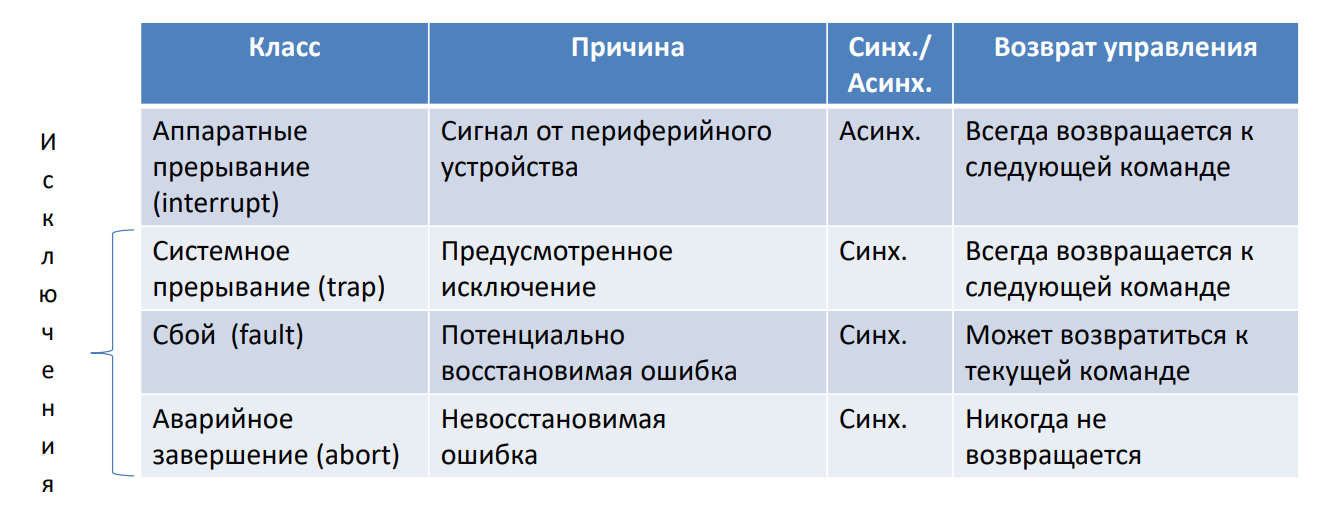 Класс
Причина
Синх./
Асинх.
Возврат управления
Аппаратные
прерывание
(interrupt)
Сигнал от периферийного
устройства
Асинх.
Всегда возвращается к
следующей команде
Системное
прерывание (trap)
Предусмотренное
исключение
Синх.
Всегда возвращается к
следующей команде
Сбой  (fault)
Потенциально
восстановимая ошибка
Синх.
Может возвратиться к
текущей команде
Аварийное
завершение (abort)
Невосстановимая
ошибка
Синх.
Никогда не
возвращается
И
с
к
л
ю
ч
е
н
и
я